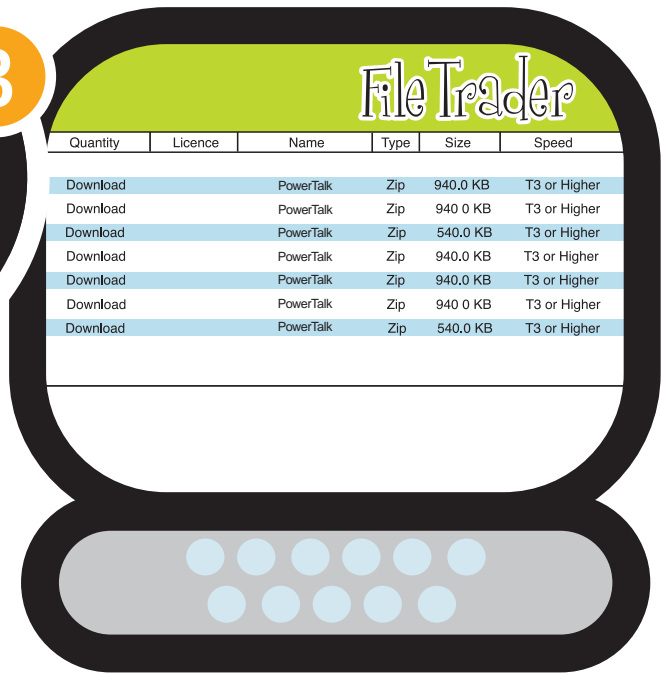 3
File Trader
Quantity Licence Name Type Size Speed
Download PowerTalk Zip 940.0 KB T3 or Higher
Download PowerTalk Zip 940 0 KB T3 or Higher
Download PowerTalk Zip 540.0 KB T3 or Higher
Download PowerTalk Zip 940.0 KB T3 or Higher
Download PowerTalk Zip 940.0 KB T3 or Higher
Download PowerTalk Zip 940 0 KB T3 or Higher
Download PowerTalk Zip 540.0 KB T3 or Higher